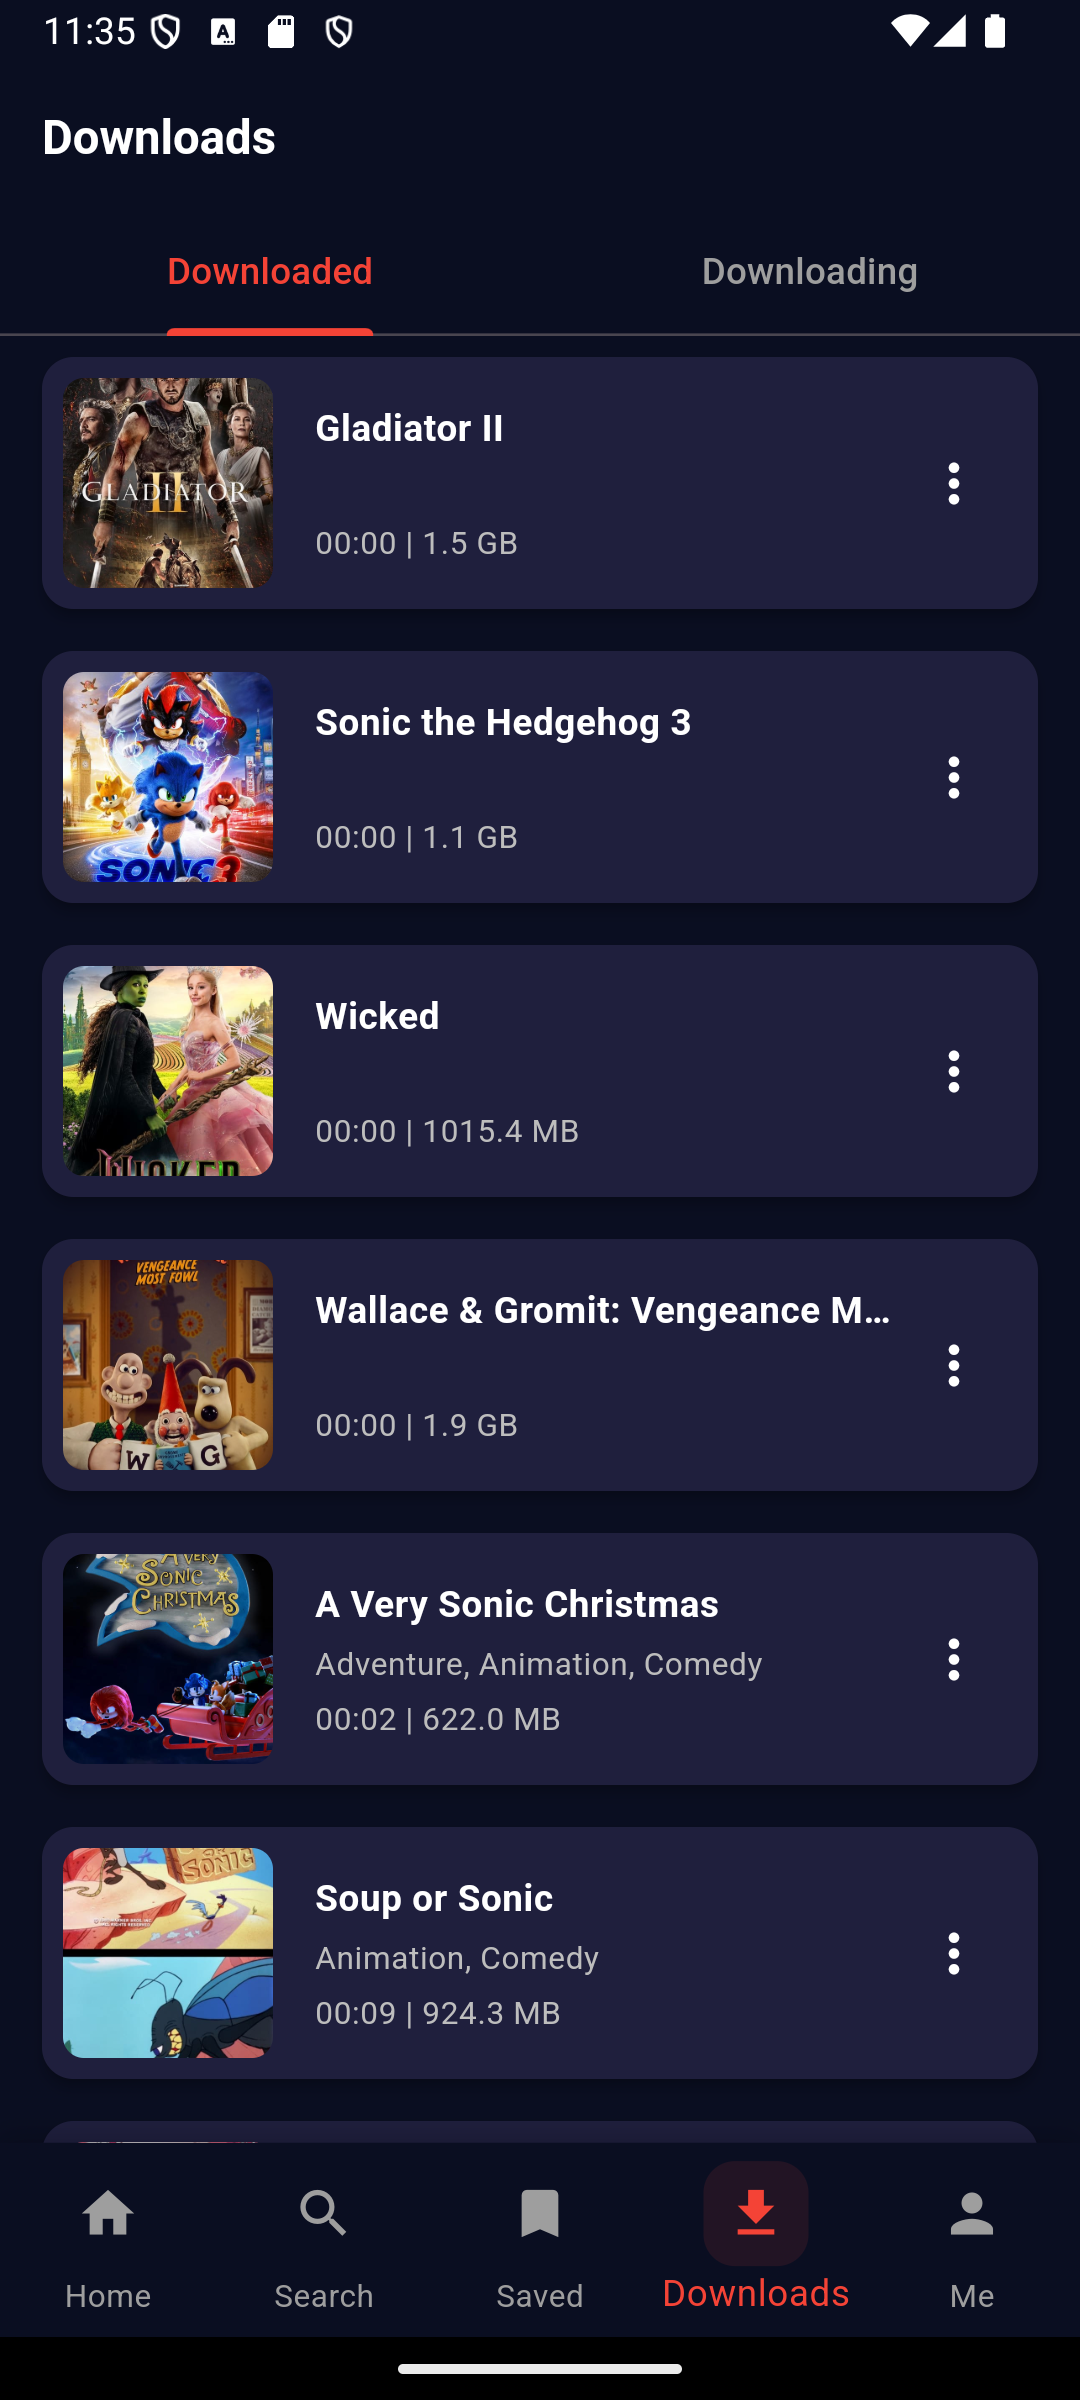 11:35
Downloads
Downloaded
Downloading
GLADIATOR
II
Gladiator II
00:00 | 1.5 GB
SONIC 3
Sonic the Hedgehog 3
00:00 | 1.1 GB
WICKED
Wicked
00:00 | 1015.4 MB
VENGEANCE
MOST FOWL
W G
Wallace & Gromit: Vengeance M...
00:00 | 1.9 GB
A VERY
SONIC
CHRISTMAS
A Very Sonic Christmas
Adventure, Animation, Comedy
00:02 | 622.0 MB
SONIC
Soup or Sonic
Animation, Comedy
00:09 | 924.3 MB
Home
Search
Saved
Downloads
Me